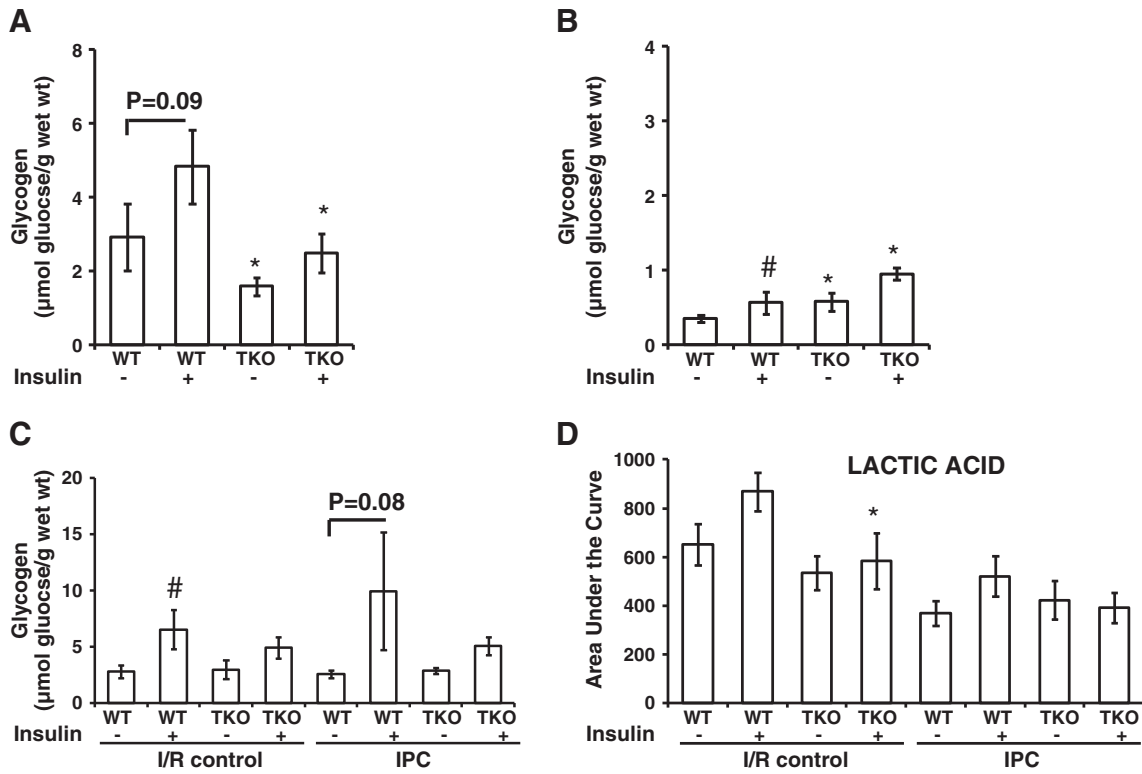 A
Glycogen
(µmol gluocse/g wet wt)
8
6
4
2
0
P=0.09
*
*
WT WT TKO TKO
Insulin - + - +
B
Glycogen
(µmol gluocse/g wet wt)
4
3
2
1
0
#
*
*
WT WT TKO TKO
Insulin - + - +
C
Glycogen
(µmol gluocse/g wet wt)
20
15
10
5
0
#
P=0.08
WT WT TKO TKO WT WT TKO TKO
Insulin - + - + - + - +
I/R control IPC
D
LACTIC ACID
Area Under the Curve
1000
800
600
400
200
0
*
WT WT TKO TKO WT WT TKO TKO
Insulin - + - + - + - +
I/R control IPC